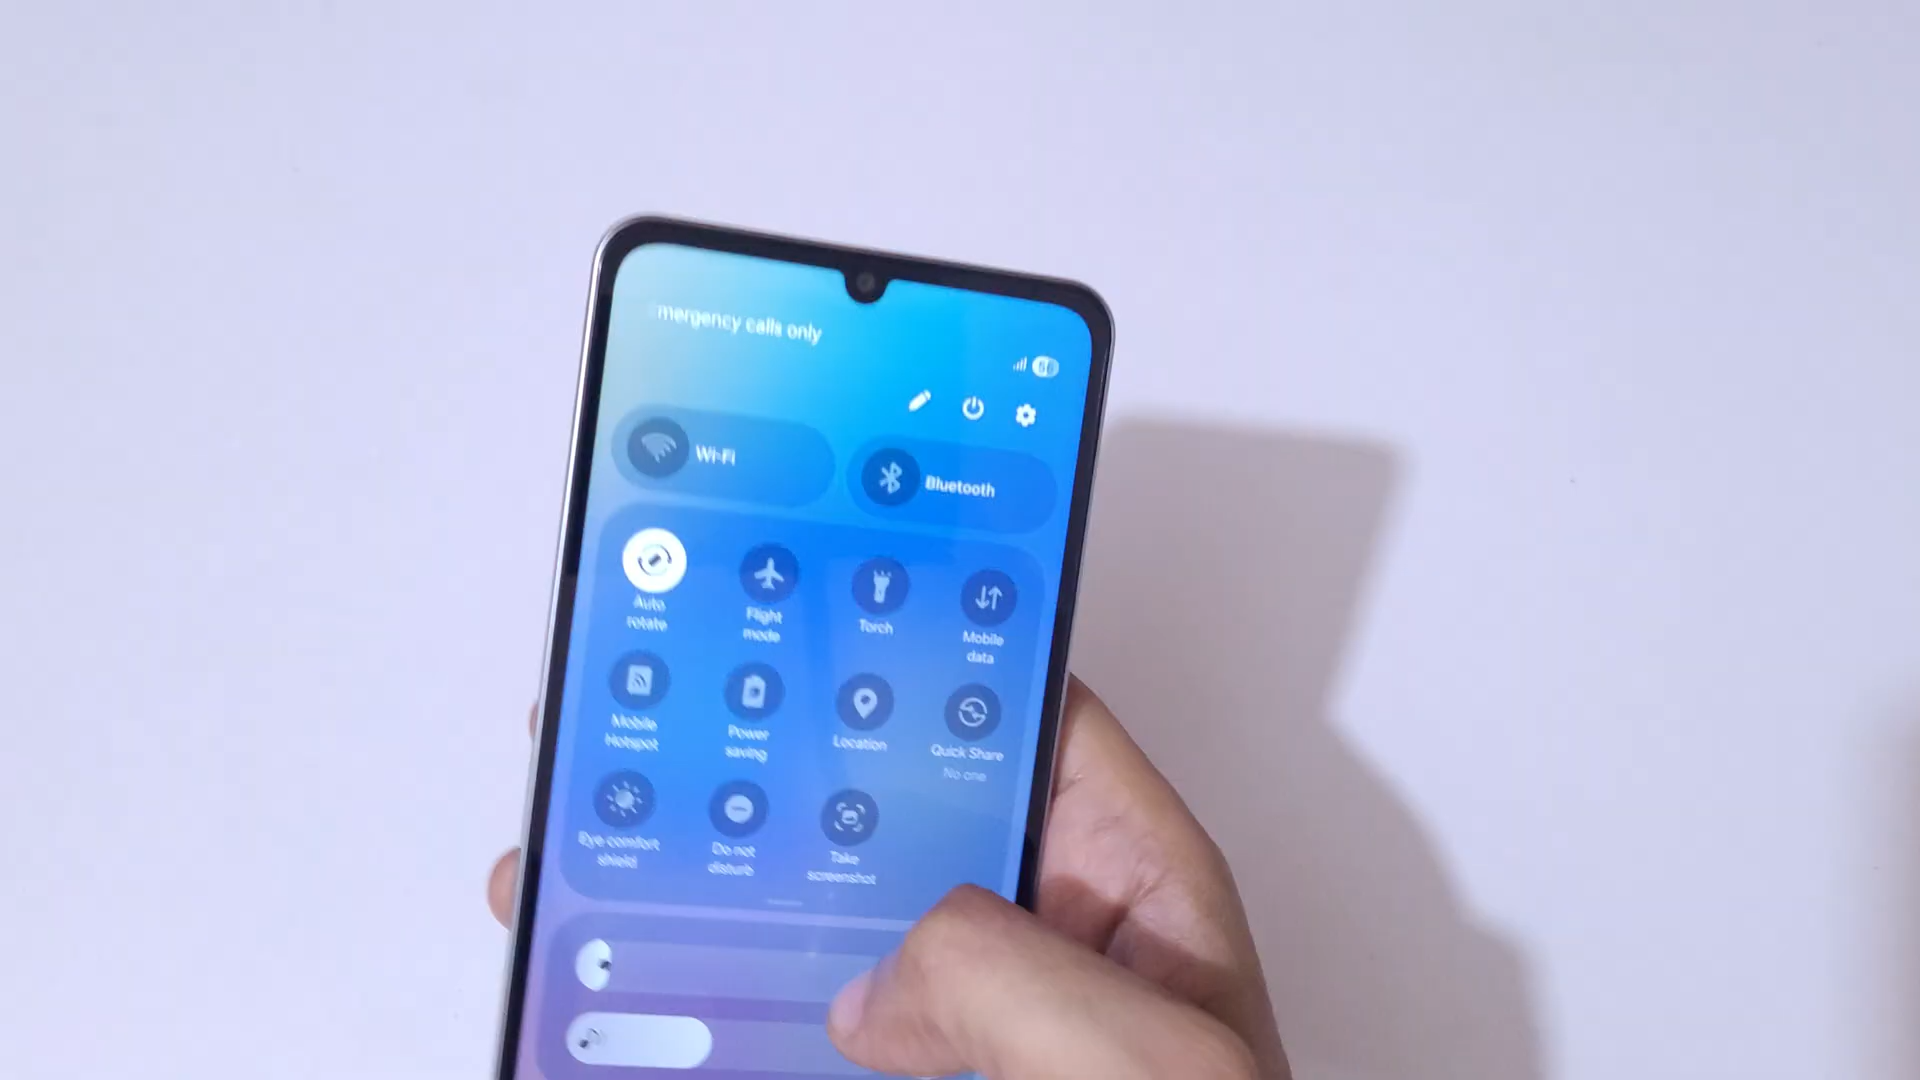 mergency calls only
Wi-Fi
Bluetooth
Auto
rotate
Flight
mode
Torch
Mobile
data
Mobile
Hotspot
Power
saving
Location
Quick Share
No one
Eye comfort
shield
Do not
disturb
Take
screenshot